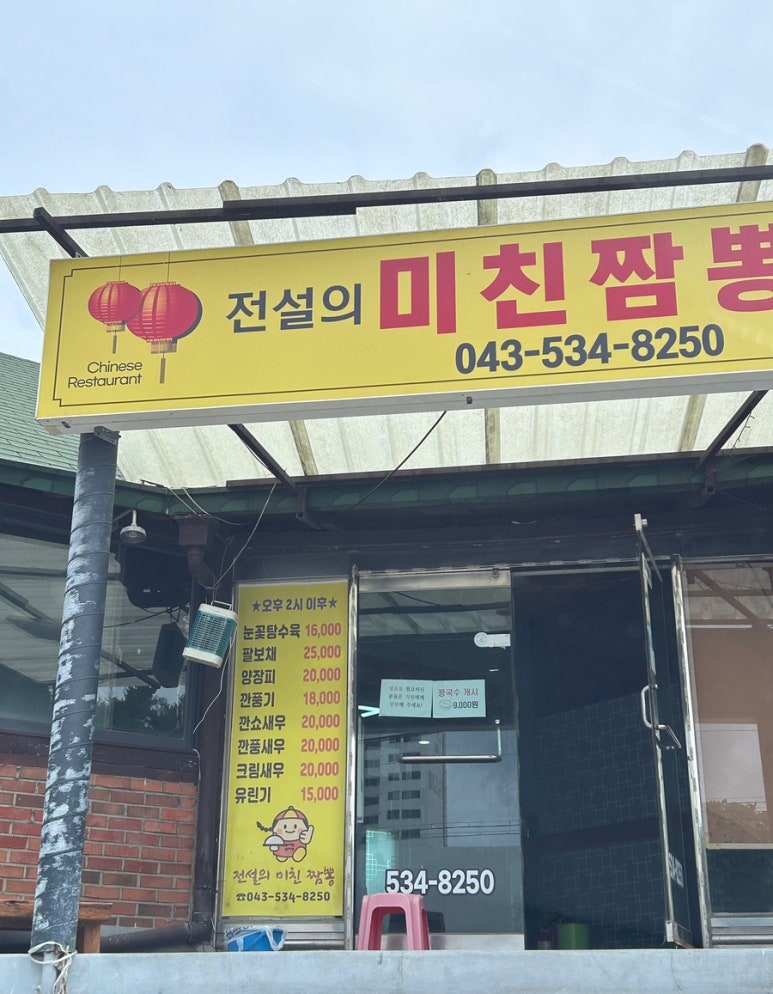 전설의 미친짬뽕
Chinese
Restaurant
043-534-8250
★오후 2시 이후★
눈꽃탕수육 16,000
팔보채 25,000
양장피 20,000
깐풍기 18,000
깐쇼새우 20,000
깐풍새우 20,000
크림새우 20,000
유린기 15,000
전설의 미친 짬뽕
☎043-534-8250
콩국수 개시
9,000원
534-8250